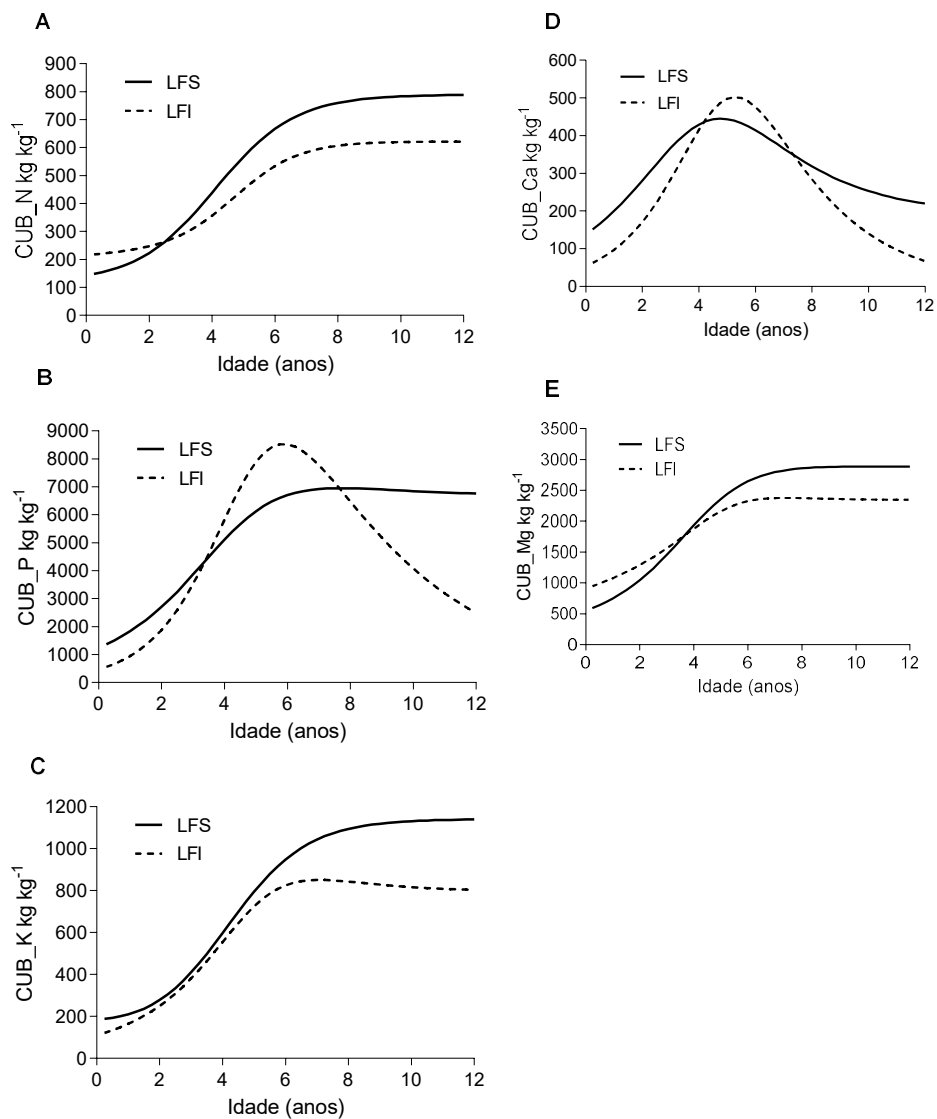 A
CUB_N kg kg⁻¹
900
800
700
600
500
400
300
200
100
0
LFS
LFI
0 2 4 6 8 10 12
Idade (anos)
B
CUB_P kg kg⁻¹
9000
8000
7000
6000
5000
4000
3000
2000
1000
0
LFS
LFI
0 2 4 6 8 10 12
Idade (anos)
C
CUB_K kg kg⁻¹
1200
1000
800
600
400
200
0
LFS
LFI
0 2 4 6 8 10 12
Idade (anos)
D
CUB_Ca kg kg⁻¹
600
500
400
300
200
100
0
LFS
LFI
0 2 4 6 8 10 12
Idade (anos)
E
CUB_Mg kg kg⁻¹
3500
3000
2500
2000
1500
1000
500
0
LFS
LFI
0 2 4 6 8 10 12
Idade (anos)